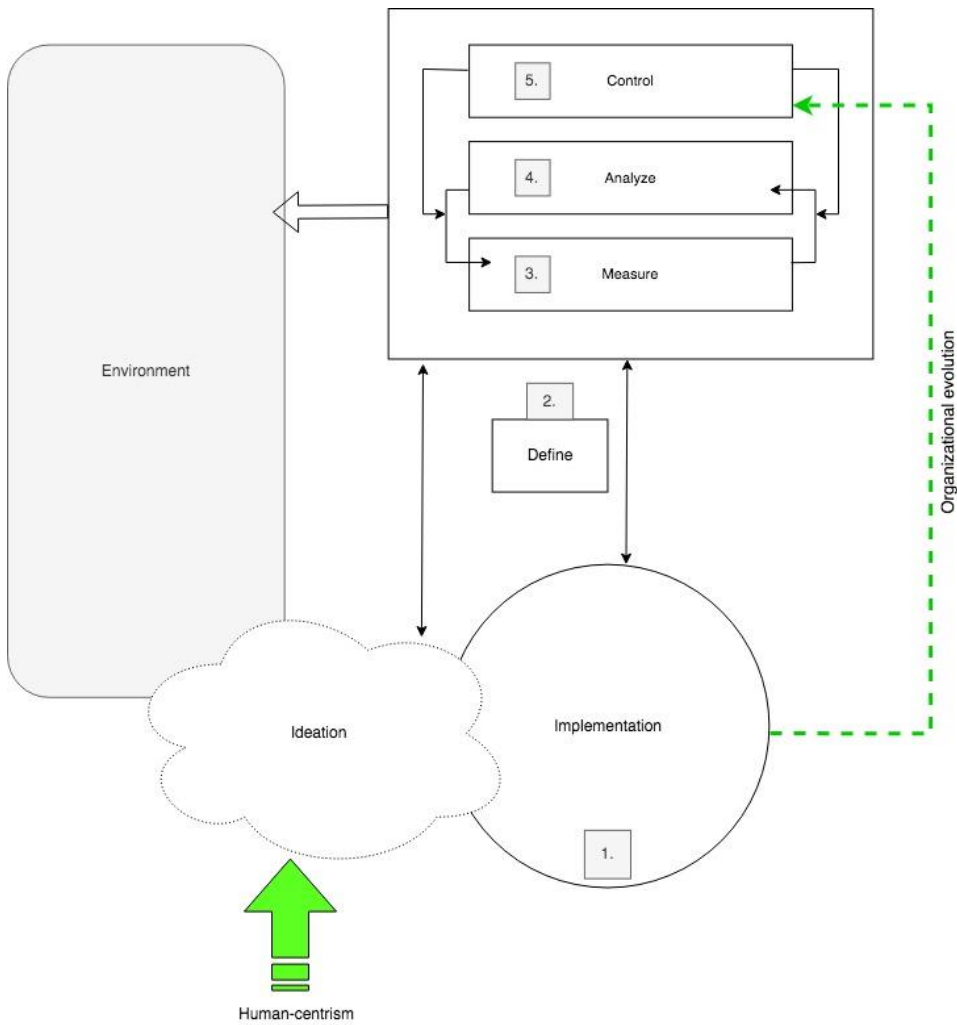 5.
Control
4.
Analyze
3.
Measure
Environment
2.
Define
Organizational evolution
Ideation
Implementation
1.
Human-centrism